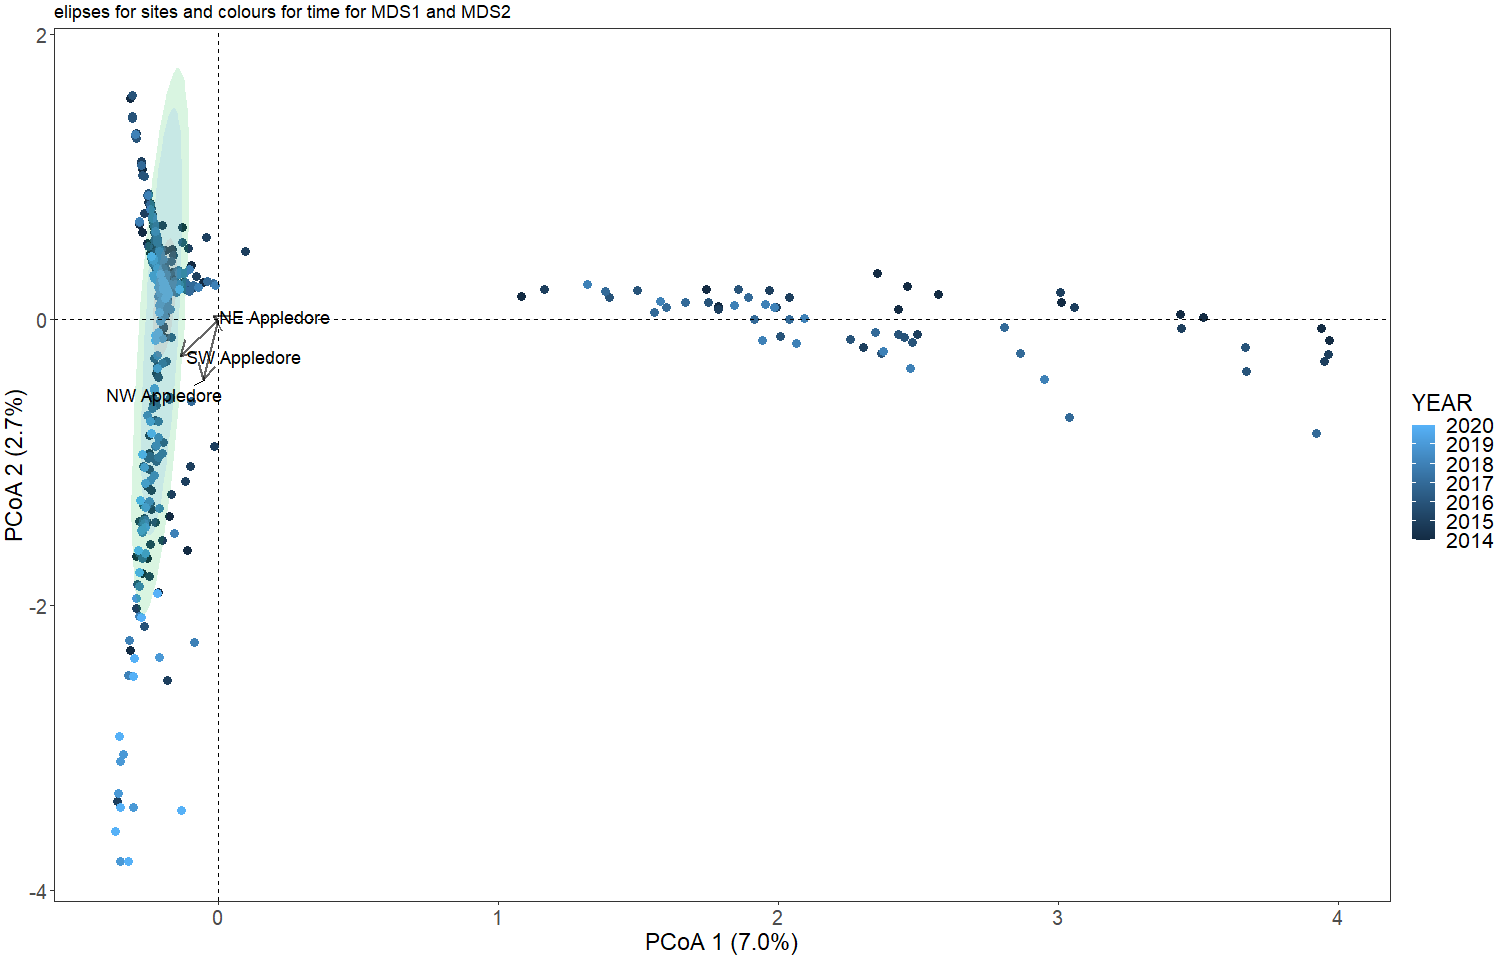 elipses for sites and colours for time for MDS1 and MDS2
2
0
-2
-4
PCoA 2 (2.7%)
NE Appledore
SW Appledore
NW Appledore
0
1
2
3
4
PCoA 1 (7.0%)
YEAR
2020
2019
2018
2017
2016
2015
2014